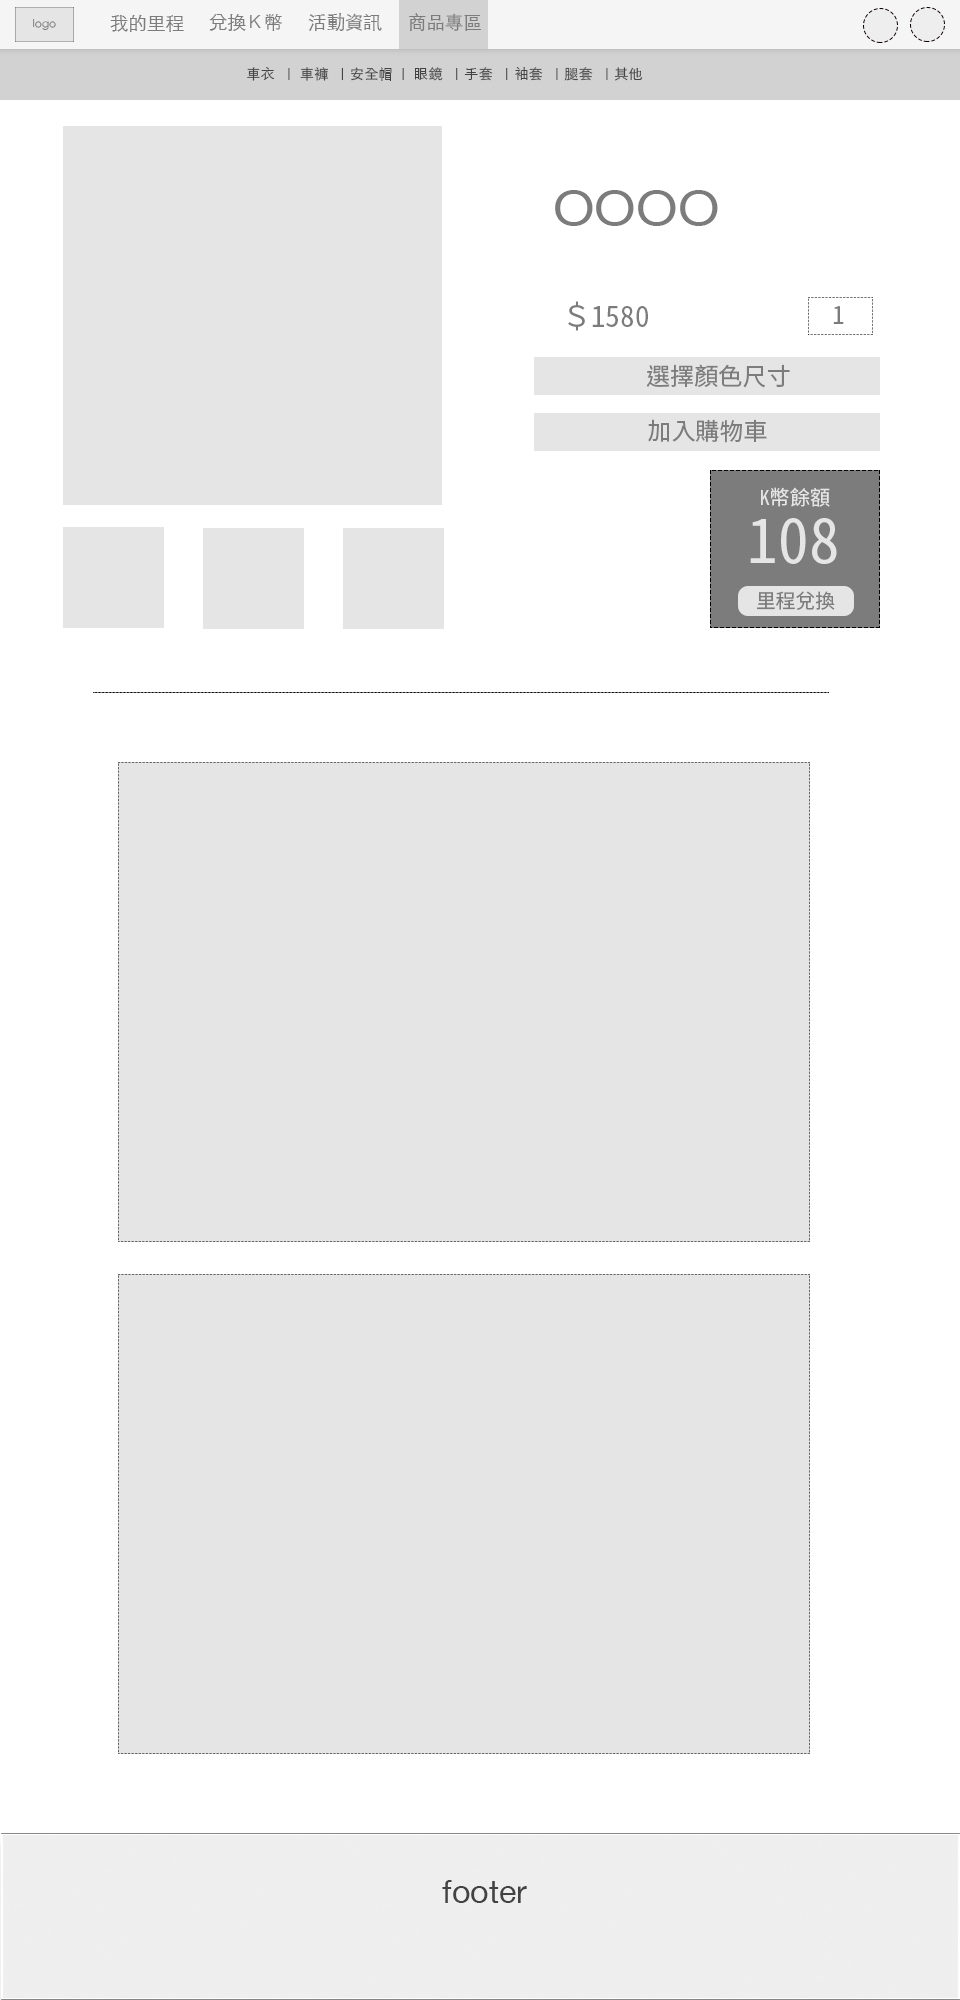 logo 我的里程 兌換K幣 活動資訊 商品專區
車衣 | 車褲 | 安全帽 | 眼鏡 | 手套 | 袖套 | 腿套 | 其他
OOOO
$1580 1
選擇顏色尺寸
加入購物車
K幣餘額
108
里程兌換
footer